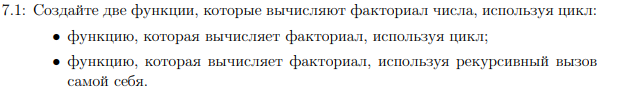 7.1: Создайте две функции, которые вычисляют факториал числа, используя цикл:
• функцию, которая вычисляет факториал, используя цикл;
• функцию, которая вычисляет факториал, используя рекурсивный вызов
самой себя.